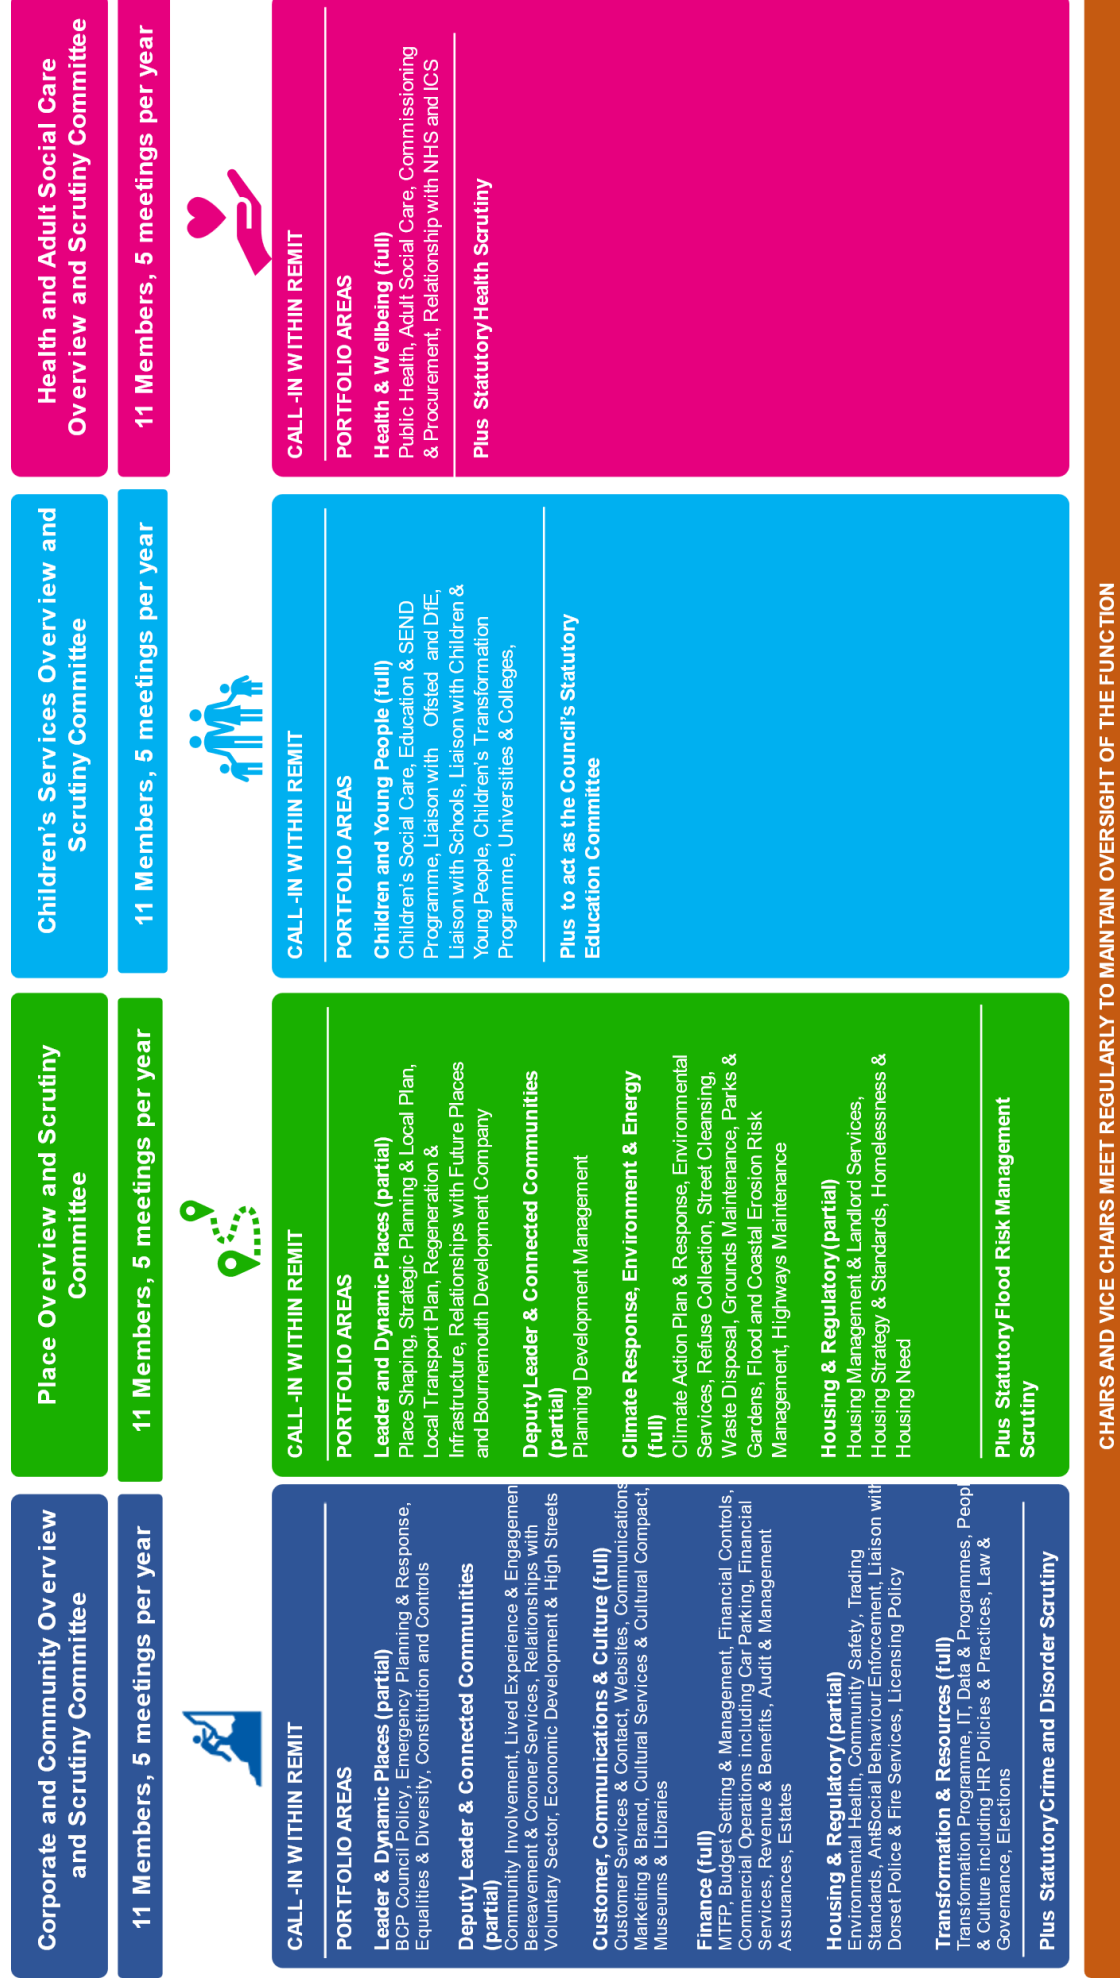 Corporate and Community Overview
and Scrutiny Committee
11 Members, 5 meetings per year
CALL-IN WITHIN REMIT
PORTFOLIO AREAS
Leader & Dynamic Places (partial)
BCP Council Policy, Emergency Planning & Response,
Equalities & Diversity, Constitution and Controls
Deputy Leader & Connected Communities
(partial)
Community Involvement, Lived Experience & Engagemen
Bereavement & Coroner Services, Relationships with
Voluntary Sector, Economic Development & High Streets
Customer, Communications & Culture (full)
Customer Services & Contact, Websites, Communications
Marketing & Brand, Cultural Services & Cultural Compact,
Museums & Libraries
Finance (full)
MTFP, Budget Setting & Management, Financial Controls,
Commercial Operations including Car Parking, Financial
Services, Revenue & Benefits, Audit & Management
Assurances, Estates
Housing & Regulatory (partial)
Environmental Health, Community Safety, Trading
Standards, Anti-Social Behaviour Enforcement, Liaison with
Dorset Police & Fire Services, Licensing Policy
Transformation & Resources (full)
Transformation Programme, IT, Data & Programmes, Peopl
& Culture including HR Policies & Practices, Law &
Governance, Elections
Plus Statutory Crime and Disorder Scrutiny
Place Overview and Scrutiny
Committee
11 Members, 5 meetings per year
CALL-IN WITHIN REMIT
PORTFOLIO AREAS
Leader and Dynamic Places (partial)
Place Shaping, Strategic Planning & Local Plan,
Local Transport Plan, Regeneration &
Infrastructure, Relationships with Future Places
and Bournemouth Development Company
Deputy Leader & Connected Communities
(partial)
Planning Development Management
Climate Response, Environment & Energy
(full)
Climate Action Plan & Response, Environmental
Services, Refuse Collection, Street Cleansing,
Waste Disposal, Grounds Maintenance, Parks &
Gardens, Flood and Coastal Erosion Risk
Management, Highways Maintenance
Housing & Regulatory (partial)
Housing Management & Landlord Services,
Housing Strategy & Standards, Homelessness &
Housing Need
Plus Statutory Flood Risk Management
Scrutiny
Children's Services Overview and
Scrutiny Committee
11 Members, 5 meetings per year
CALL-IN WITHIN REMIT
PORTFOLIO AREAS
Children and Young People (full)
Children's Social Care, Education & SEND
Programme, Liaison with Ofsted and DfE,
Liaison with Schools, Liaison with Children &
Young People, Children's Transformation
Programme, Universities & Colleges,
Plus to act as the Council's Statutory
Education Committee
Health and Adult Social Care
Overview and Scrutiny Committee
11 Members, 5 meetings per year
CALL-IN WITHIN REMIT
PORTFOLIO AREAS
Health & Wellbeing (full)
Public Health, Adult Social Care, Commissioning
& Procurement, Relationship with NHS and ICS
Plus Statutory Health Scrutiny
CHAIRS AND VICE CHAIRS MEET REGULARLY TO MANTAIN OVERSIGHT OF THE FUNCTION